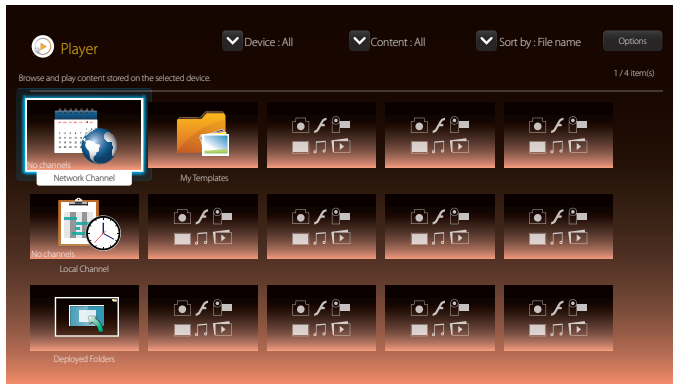 Player
Device : All
Content : All
Sort by : File name
Options
Browse and play content stored on the selected device.
1 / 4 item(s)
No channels
Network Channel
My Templates
No channels
Local Channel
Deployed Folders